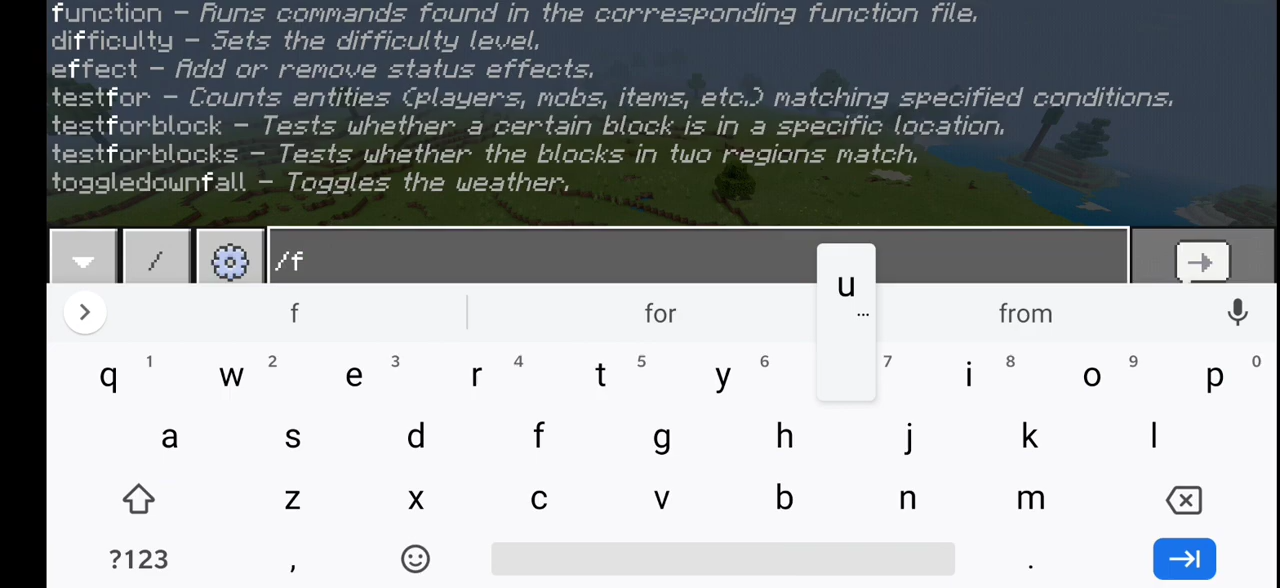 function – Runs commands found in the corresponding function file.
difficulty – Sets the difficulty level.
effect – Add or remove status effects.
testfor – Counts entities (players, mobs, items, etc.) matching specified conditions.
testforblock – Tests whether a certain block is in a specific location.
testforblocks – Tests whether the blocks in two regions match.
toggledownfall – Toggles the weather.
/ /f
u
...
f for from
q 1 w 2 e 3 r 4 t 5 y 6 7 i 8 o 9 p 0
a s d f g h j k l
z x c v b n m
?123 , .